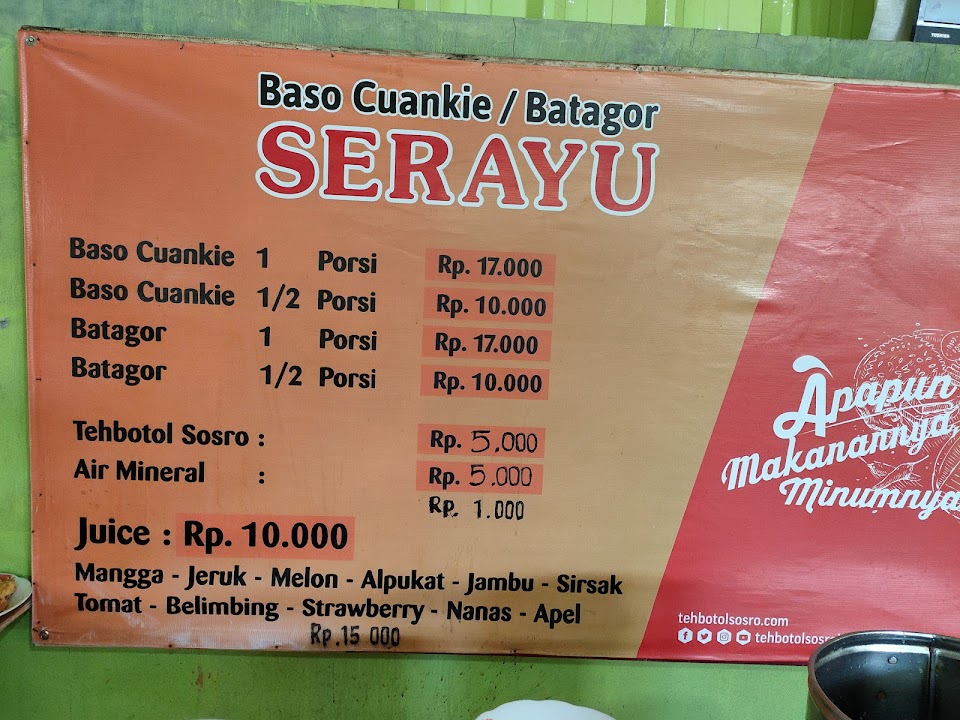 Baso Cuankie / Batagor
SERAYU
Baso Cuankie 1 Porsi Rp. 17.000
Baso Cuankie 1/2 Porsi Rp. 10.000
Batagor 1 Porsi Rp. 17.000
Batagor 1/2 Porsi Rp. 10.000
Tehbotol Sosro : Rp. 5.000
Air Mineral : Rp. 5.000
Rp. 1.000
Juice : Rp. 10.000
Mangga - Jeruk - Melon - Alpukat - Jambu - Sirsak
Tomat - Belimbing - Strawberry - Nanas - Apel
Rp.15 000
Apapun
Makanannya,
Minumnya
tehbotolsosro.com
tehbotolsosro
TOSHIBA